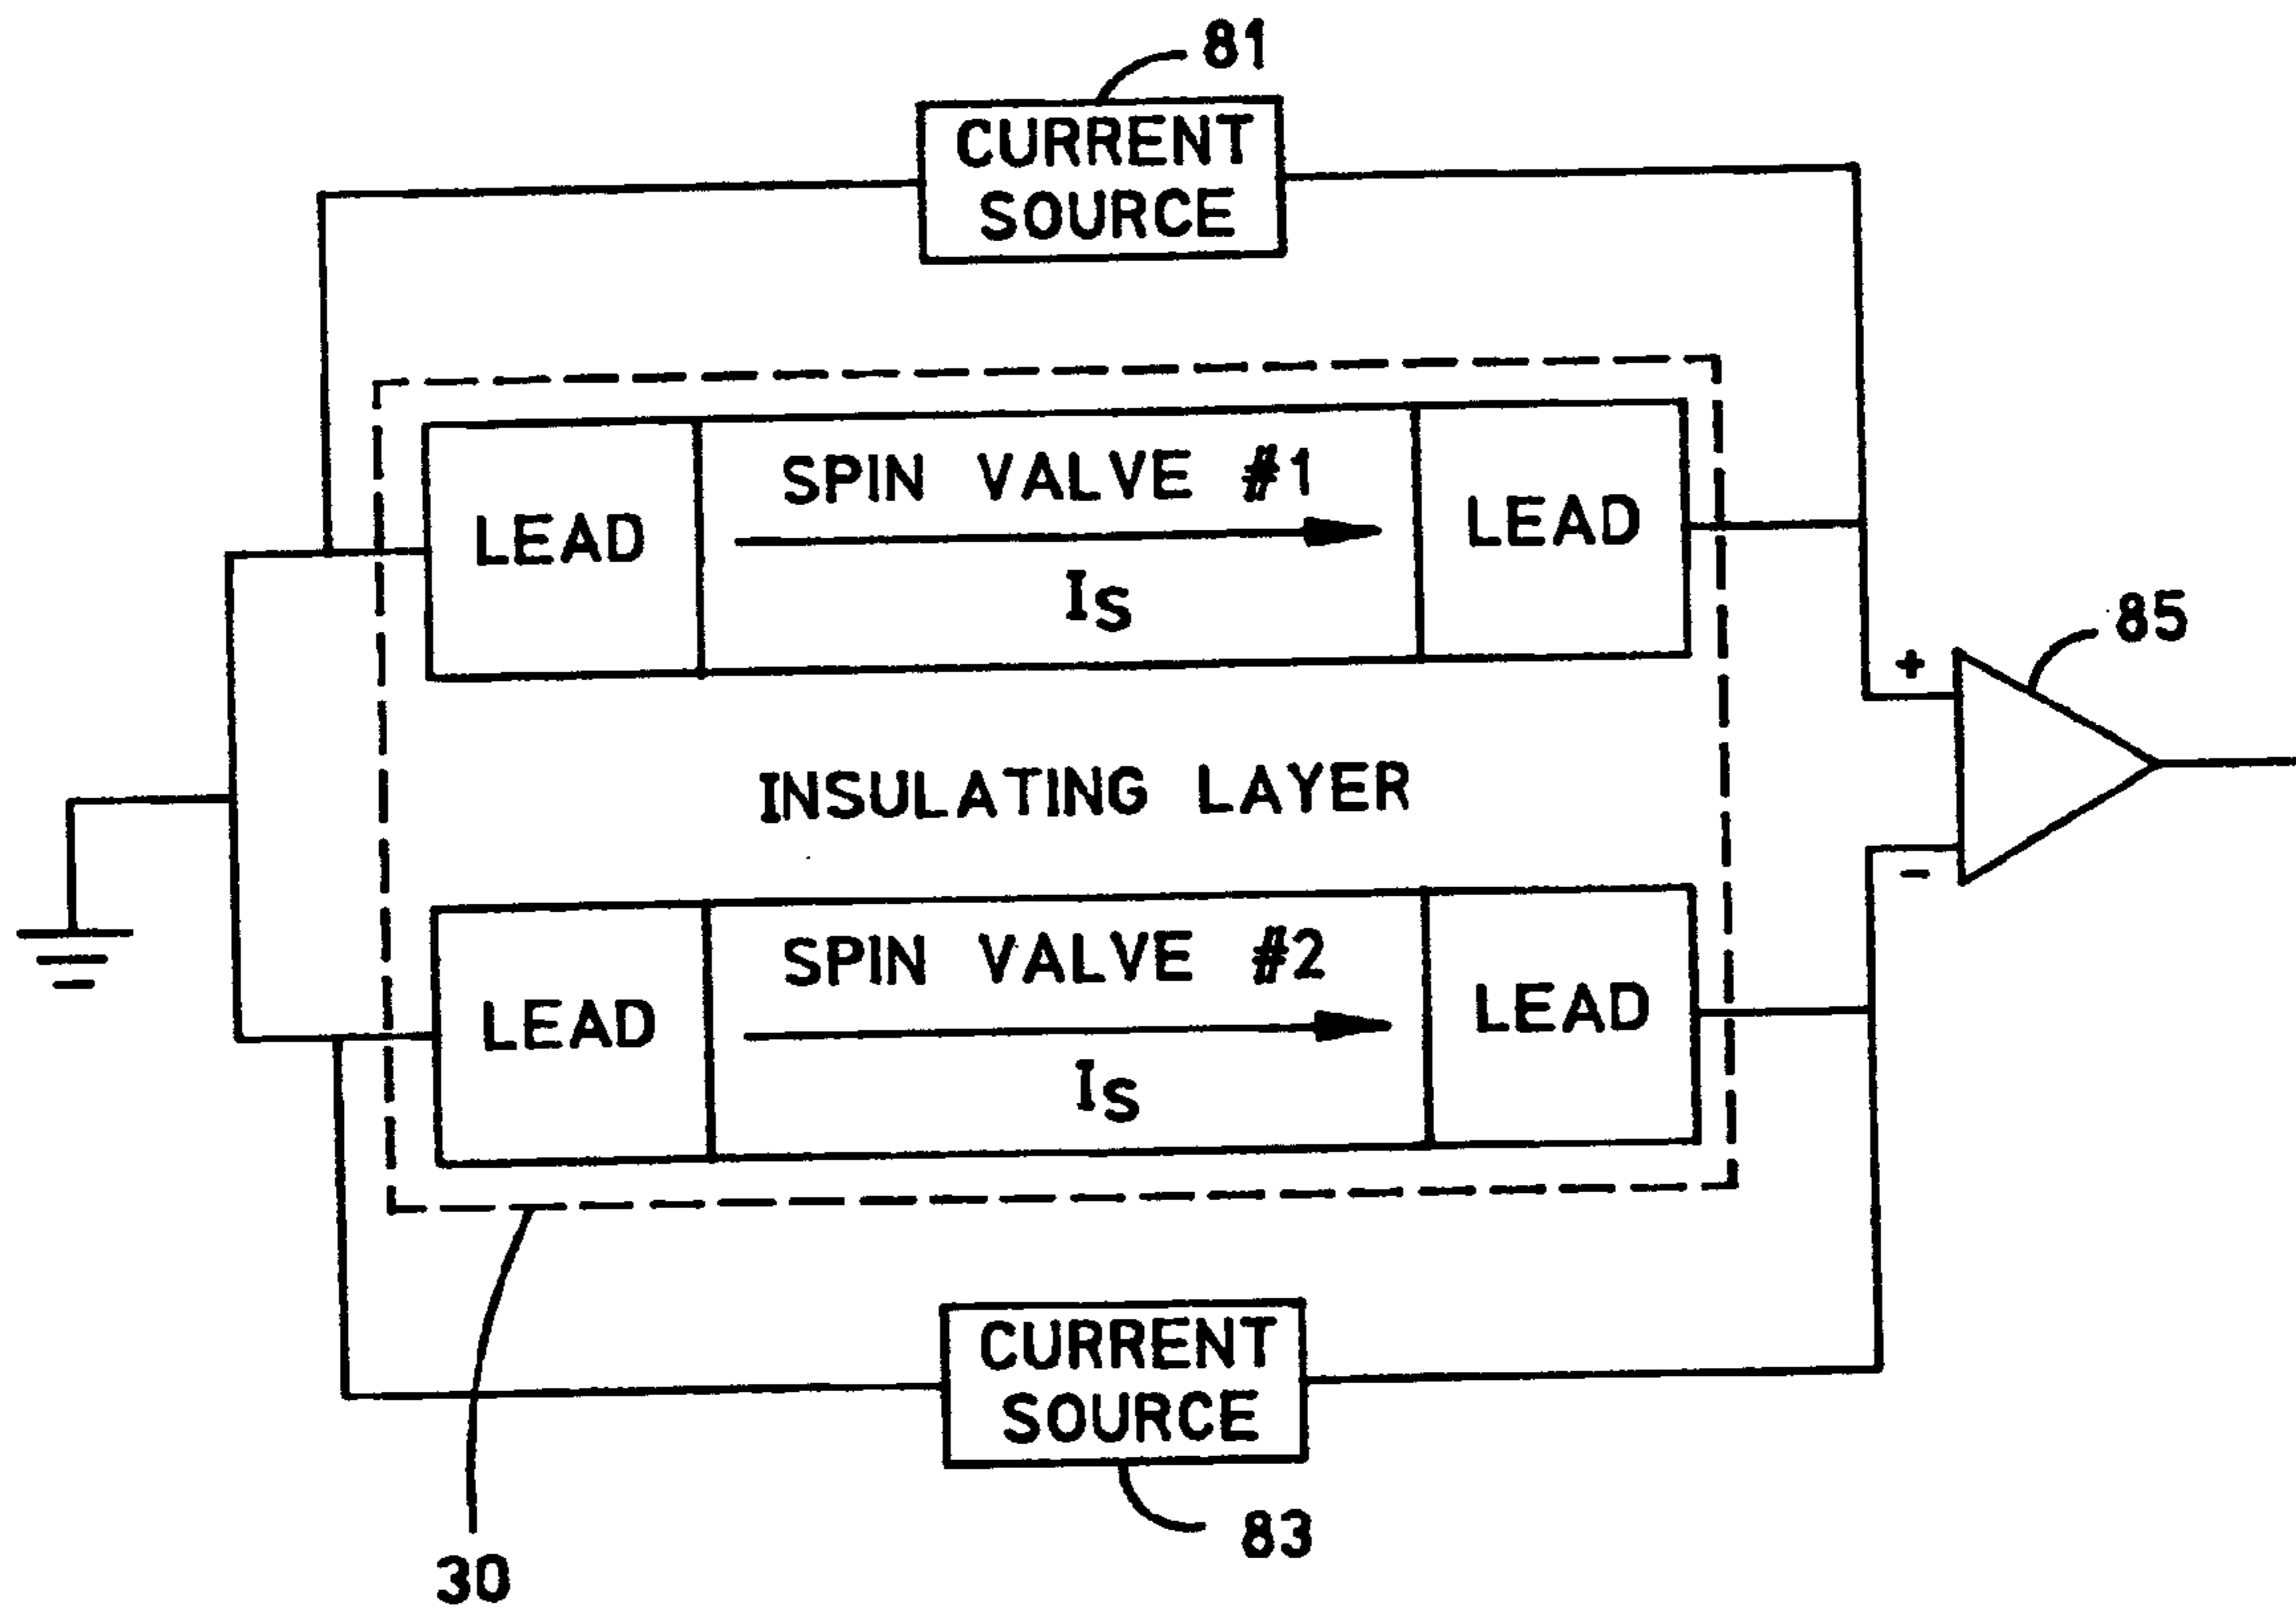 81
CURRENT
SOURCE
SPIN VALVE #1
LEAD
LEAD
IS
85
+
INSULATING LAYER
-
SPIN VALVE #2
LEAD
LEAD
IS
CURRENT
SOURCE
83
30